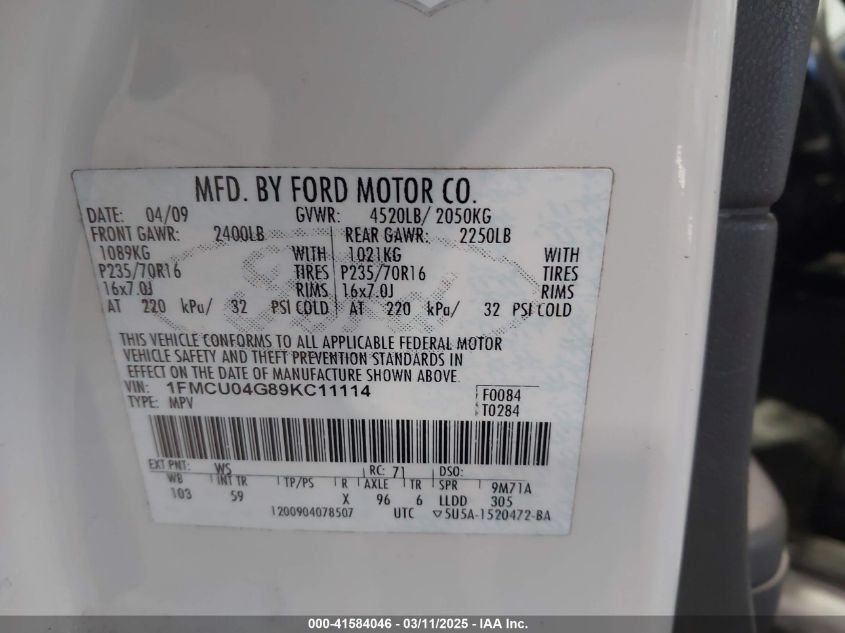 MFD. BY FORD MOTOR CO.
DATE: 04/09 GVWR: 4520LB/ 2050KG
FRONT GAWR: 2400LB REAR GAWR: 2250LB
1089KG WITH 1021KG WITH
P235/70R16 TIRES P235/70R16 TIRES
16x7.0J RIMS 16x7.0J RIMS
AT 220 kPa/ 32 PSI COLD AT 220 kPa/ 32 PSI COLD
THIS VEHICLE CONFORMS TO ALL APPLICABLE FEDERAL MOTOR
VEHICLE SAFETY AND THEFT PREVENTION STANDARDS IN
EFFECT ON THE DATE OF MANUFACTURE SHOWN ABOVE.
VIN: 1FMCU04G89KC11114 F0084
TYPE: MPV T0284
EXT PNT: WS RC: 71 DSO:
WB INT TR TP/PS R AXLE TR SPR 9M71A
103 59 X 96 6 LLDD 305
1200904078507 UTC ▽5U5A-1520472-BA
000-41584046 - 03/11/2025 - IAA Inc.